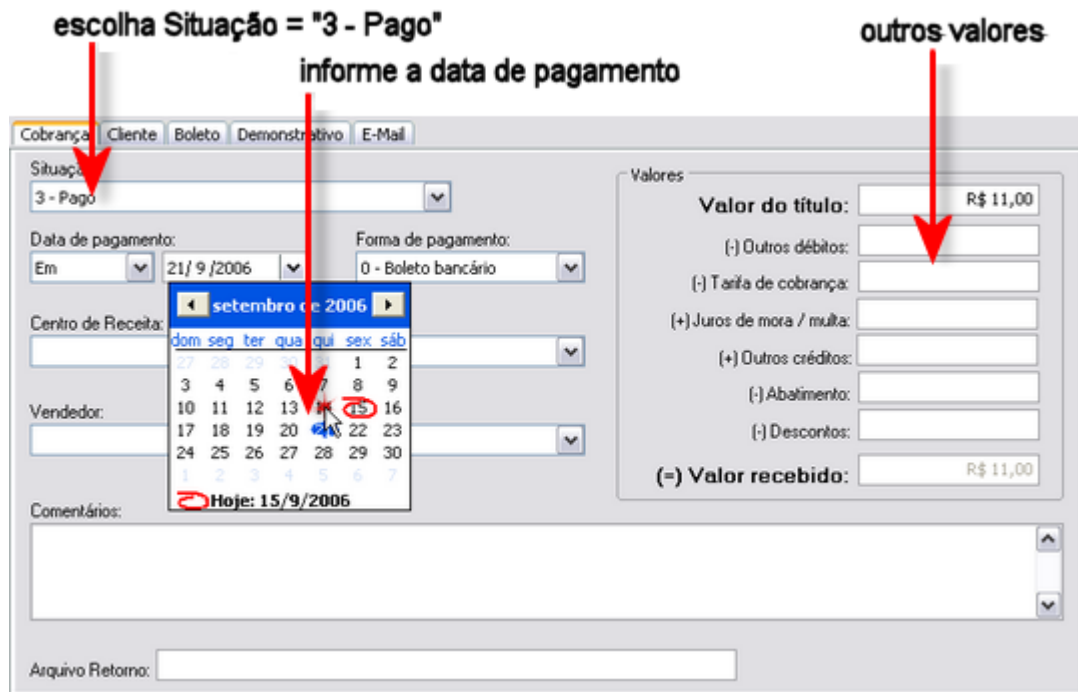 escolha Situação = "3 - Pago"
outros valores
informe a data de pagamento
Cobrança Cliente Boleto Demonstrativo E-Mail
Valores
3 - Pago
Valor do título: R$ 11,00
Data de pagamento: Forma de pagamento:
(-) Outros débitos:
Em 21/ 9 /2006 0 - Boleto bancário
(-) Tarifa de cobrança:
setembro de 2006
Centro de Receita:
(+) Juros de mora / multa:
dom seg ter qua qui sex sáb
27 28 29 30 31 1 2
(+) Outros créditos:
3 4 5 6 7 8 9
(-) Abatimento:
Vendedor:
10 11 12 13 14 15 16
17 18 19 20 21 22 23
(-) Descontos:
24 25 26 27 28 29 30
1 2 3 4 5 6 7
(=) Valor recebido: R$ 11,00
Hoje: 15/9/2006
Comentários:
Arquivo Retorno: